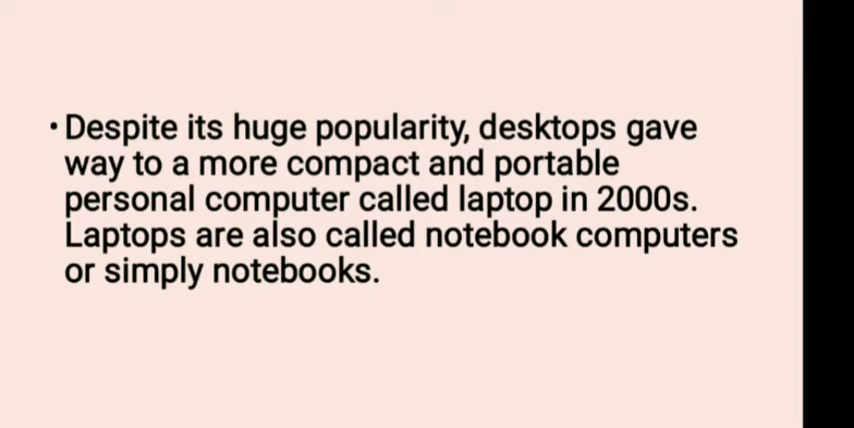 • Despite its huge popularity, desktops gave
way to a more compact and portable
personal computer called laptop in 2000s.
Laptops are also called notebook computers
or simply notebooks.